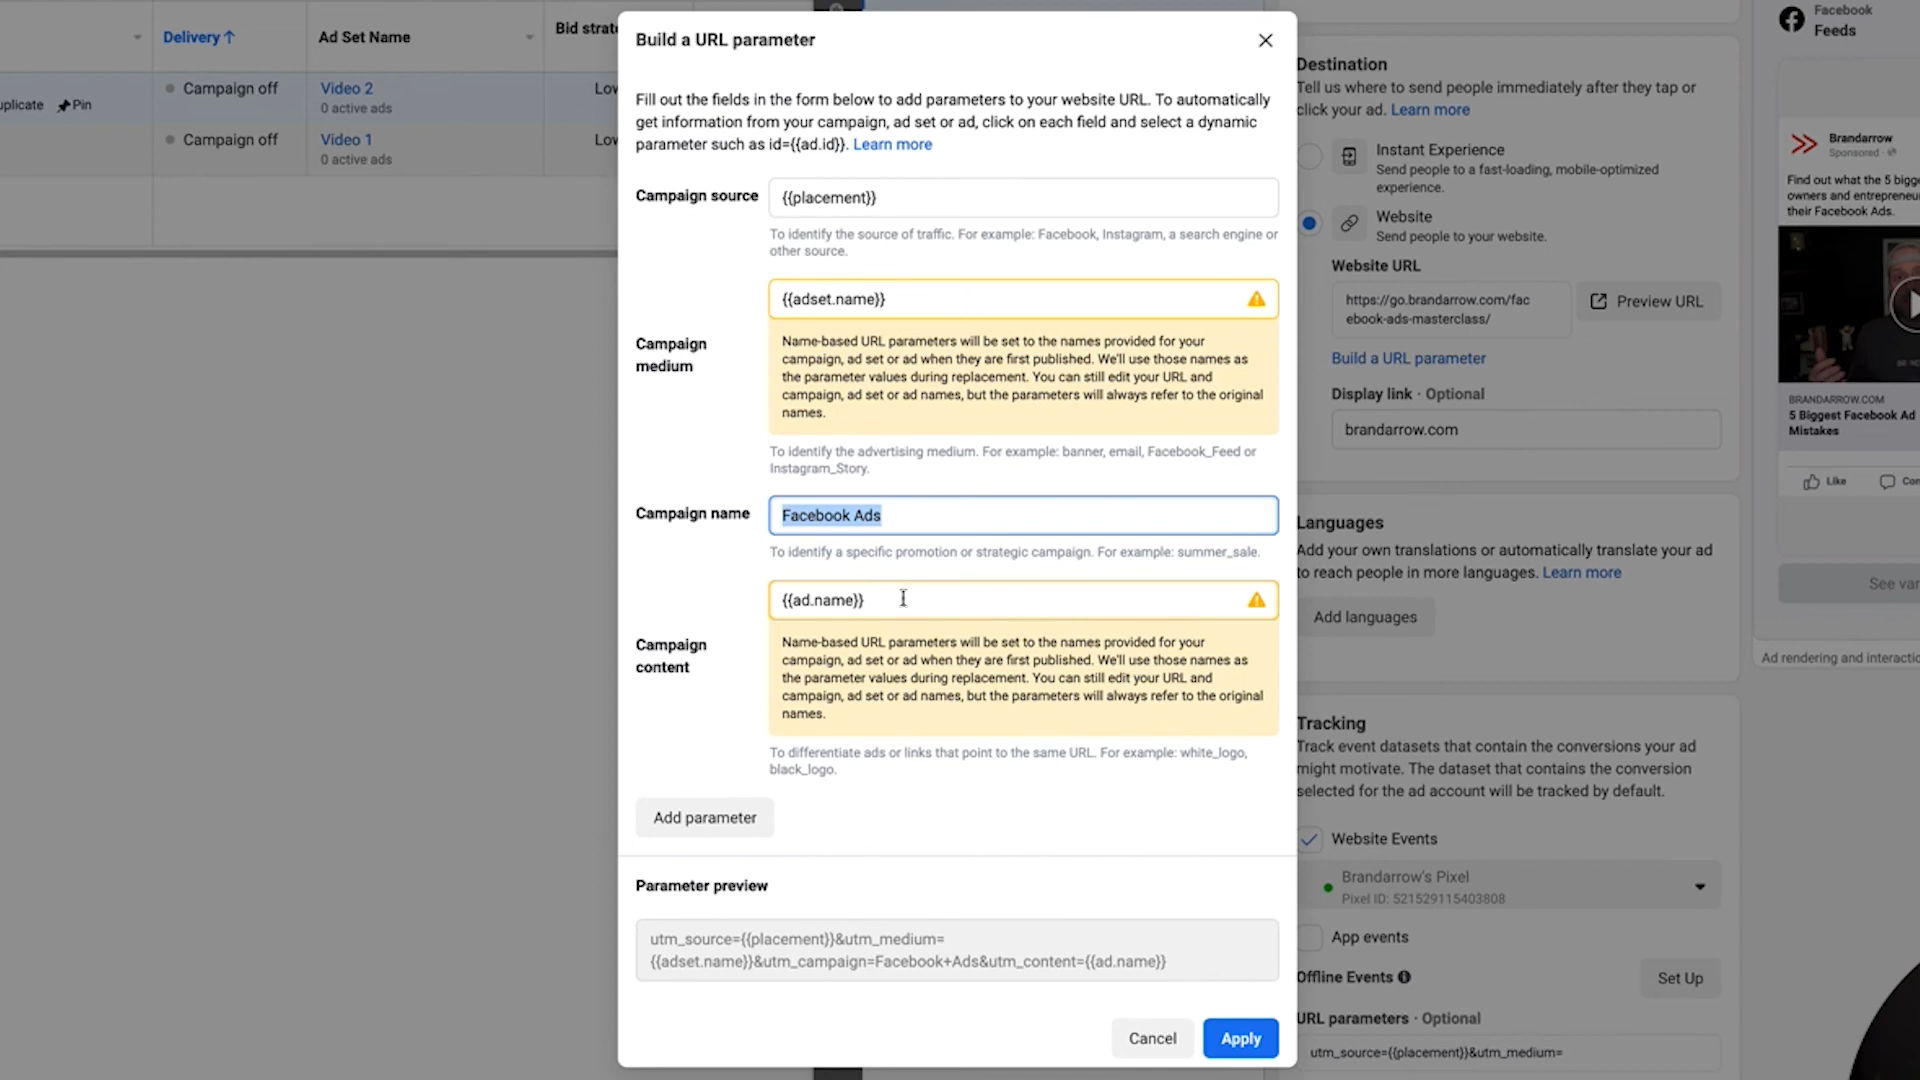 Delivery ↑
Ad Set Name
Bid strat
Campaign off
Video 2
0 active ads
Low
uplicate
Pin
Campaign off
Video 1
0 active ads
Low
Build a URL parameter
Fill out the fields in the form below to add parameters to your website URL. To automatically
get information from your campaign, ad set or ad, click on each field and select a dynamic
parameter such as id={{ad.id}}. Learn more
Campaign source
{{placement}}
To identify the source of traffic. For example: Facebook, Instagram, a search engine or
other source.
{{adset.name}}
Campaign
medium
Name-based URL parameters will be set to the names provided for your
campaign, ad set or ad when they are first published. We'll use those names as
the parameter values during replacement. You can still edit your URL and
campaign, ad set or ad names, but the parameters will always refer to the original
names.
To identify the advertising medium. For example: banner, email, Facebook_Feed or
Instagram_Story.
Campaign name
Facebook Ads
To identify a specific promotion or strategic campaign. For example: summer_sale.
{{ad.name}}
Campaign
content
Name-based URL parameters will be set to the names provided for your
campaign, ad set or ad when they are first published. We'll use those names as
the parameter values during replacement. You can still edit your URL and
campaign, ad set or ad names, but the parameters will always refer to the original
names.
To differentiate ads or links that point to the same URL. For example: white_logo,
black_logo.
Add parameter
Parameter preview
utm_source={{placement}}&utm_medium=
{{adset.name}}&utm_campaign=Facebook+Ads&utm_content={{ad.name}}
Cancel
Apply
Destination
Tell us where to send people immediately after they tap or
click your ad. Learn more
Instant Experience
Send people to a fast-loading, mobile-optimized
experience.
Website
Send people to your website.
Website URL
https://go.brandarrow.com/fac
ebook-ads-masterclass/
Preview URL
Build a URL parameter
Display link · Optional
brandarrow.com
Languages
Add your own translations or automatically translate your ad
to reach people in more languages. Learn more
Add languages
Tracking
Track event datasets that contain the conversions your ad
might motivate. The dataset that contains the conversion
selected for the ad account will be tracked by default.
Website Events
Brandarrow's Pixel
Pixel ID: 521529115403808
App events
Offline Events
Set Up
URL parameters · Optional
utm_source={{placement}}&utm_medium=
Facebook
Feeds
Brandarrow
Sponsored ·
Find out what the 5 bigge
owners and entrepreneu
their Facebook Ads.
BRANDARROW.COM
5 Biggest Facebook Ad
Mistakes
Like
Con
See var
Ad rendering and interactio